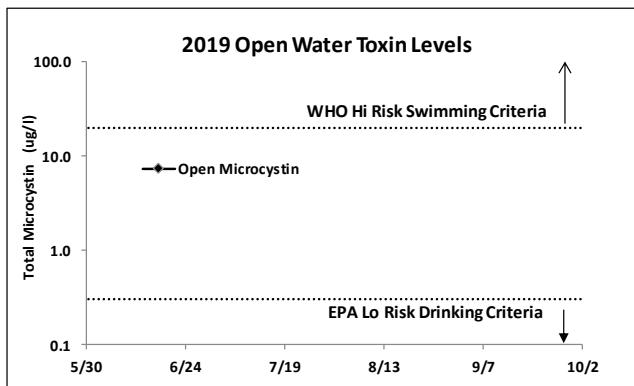 2019 Open Water Toxin Levels
100.0
WHO Hi Risk Swimming Criteria
10.0
Open Microcystin
Total Microcystin (ug/l)
1.0
EPA Lo Risk Drinking Criteria
0.1
5/30 6/24 7/19 8/13 9/7 10/2